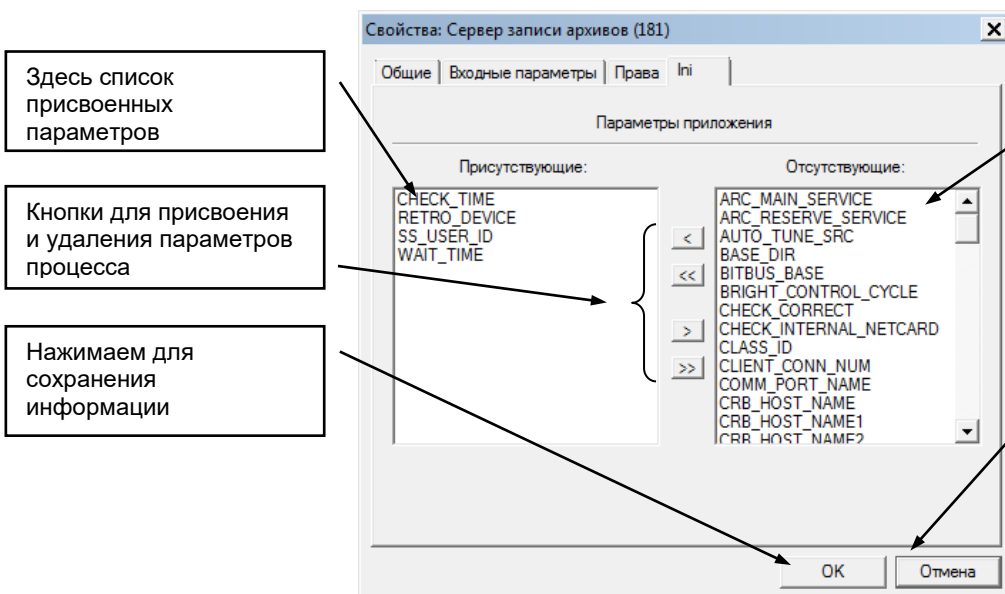 Свойства: Сервер записи архивов (181)
Общие
Входные параметры
Права
Ini
Параметры приложения
Присутствующие:
CHECK_TIME
RETRO_DEVICE
SS_USER_ID
WAIT_TIME
<
<<
>
>>
Отсутствующие:
ARC_MAIN_SERVICE
ARC_RESERVE_SERVICE
AUTO_TUNE_SRC
BASE_DIR
BITBUS_BASE
BRIGHT_CONTROL_CYCLE
CHECK_CORRECT
CHECK_INTERNAL_NETCARD
CLASS_ID
CLIENT_CONN_NUM
COMM_PORT_NAME
CRB_HOST_NAME
CRB_HOST_NAME1
CRB_HOST_NAME2
OK
Отмена
Здесь список
присвоенных
параметров
Кнопки для присвоения
и удаления параметров
процесса
Нажимаем для
сохранения
информации